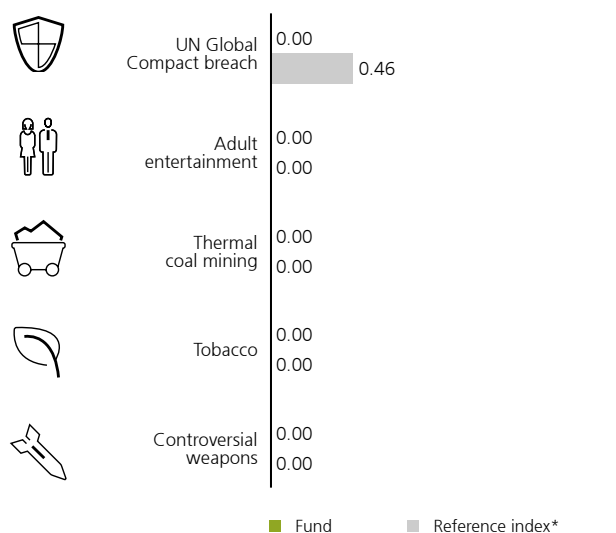 UN Global
Compact breach
0.00
0.46
Adult
entertainment
0.00
0.00
Thermal
coal mining
0.00
0.00
Tobacco
0.00
0.00
Controversial
weapons
0.00
0.00
Fund
Reference index*